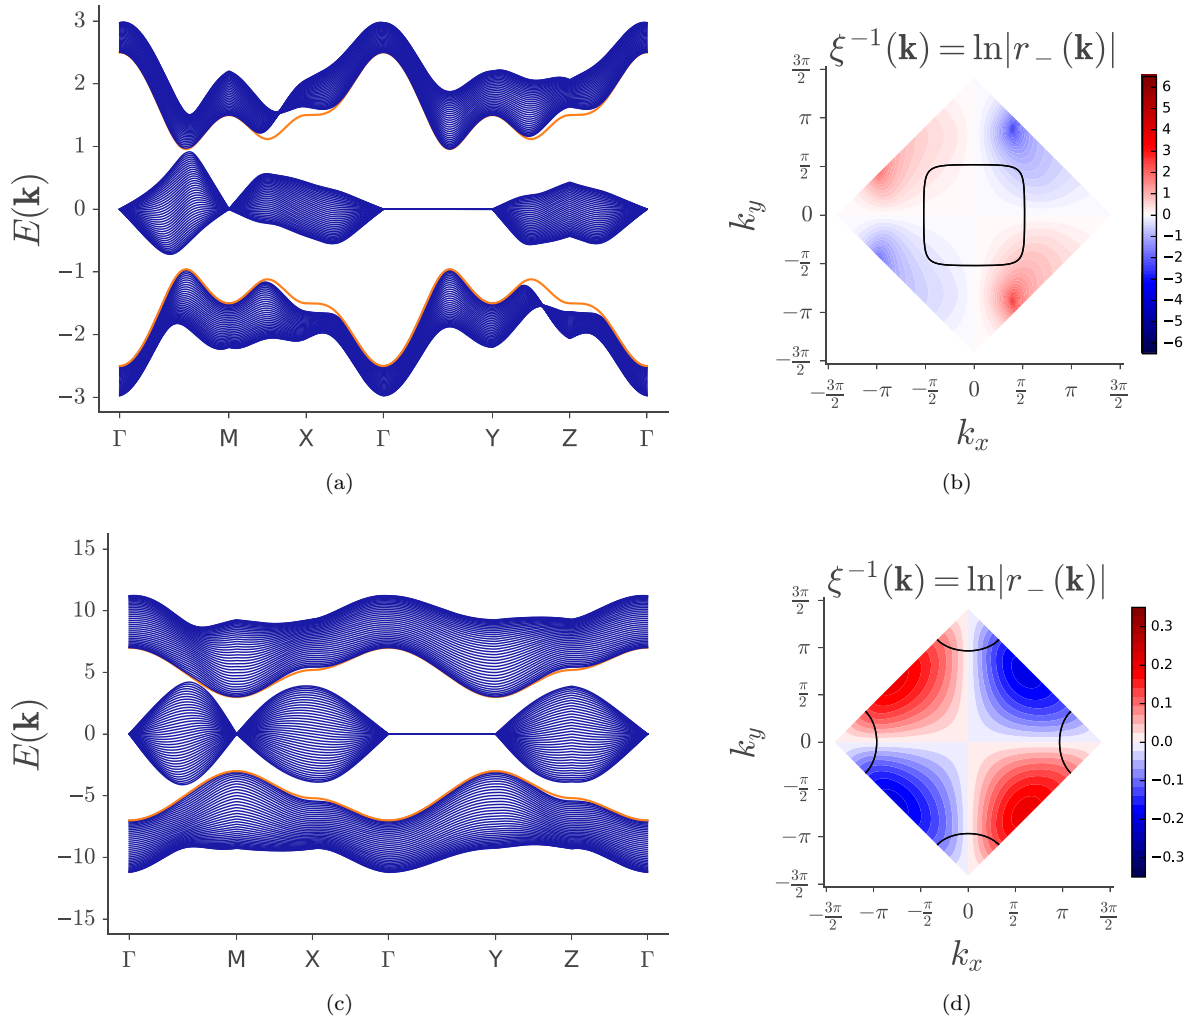 3
2
1
0
−1
−2
−3
E(k)
Γ M X Γ Y Z Γ
(a)
ξ⁻¹(k) = ln|r₋(k)|
3π/2
π
π/2
0
−π/2
−π
−3π/2
k_y
−3π/2 −π −π/2 0 π/2 π 3π/2
k_x
6
5
4
3
2
1
0
−1
−2
−3
−4
−5
−6
(b)
15
10
5
0
−5
−10
−15
E(k)
Γ M X Γ Y Z Γ
(c)
ξ⁻¹(k) = ln|r₋(k)|
3π/2
π
π/2
0
−π/2
−π
−3π/2
k_y
−3π/2 −π −π/2 0 π/2 π 3π/2
k_x
0.3
0.2
0.1
0.0
−0.1
−0.2
−0.3
(d)